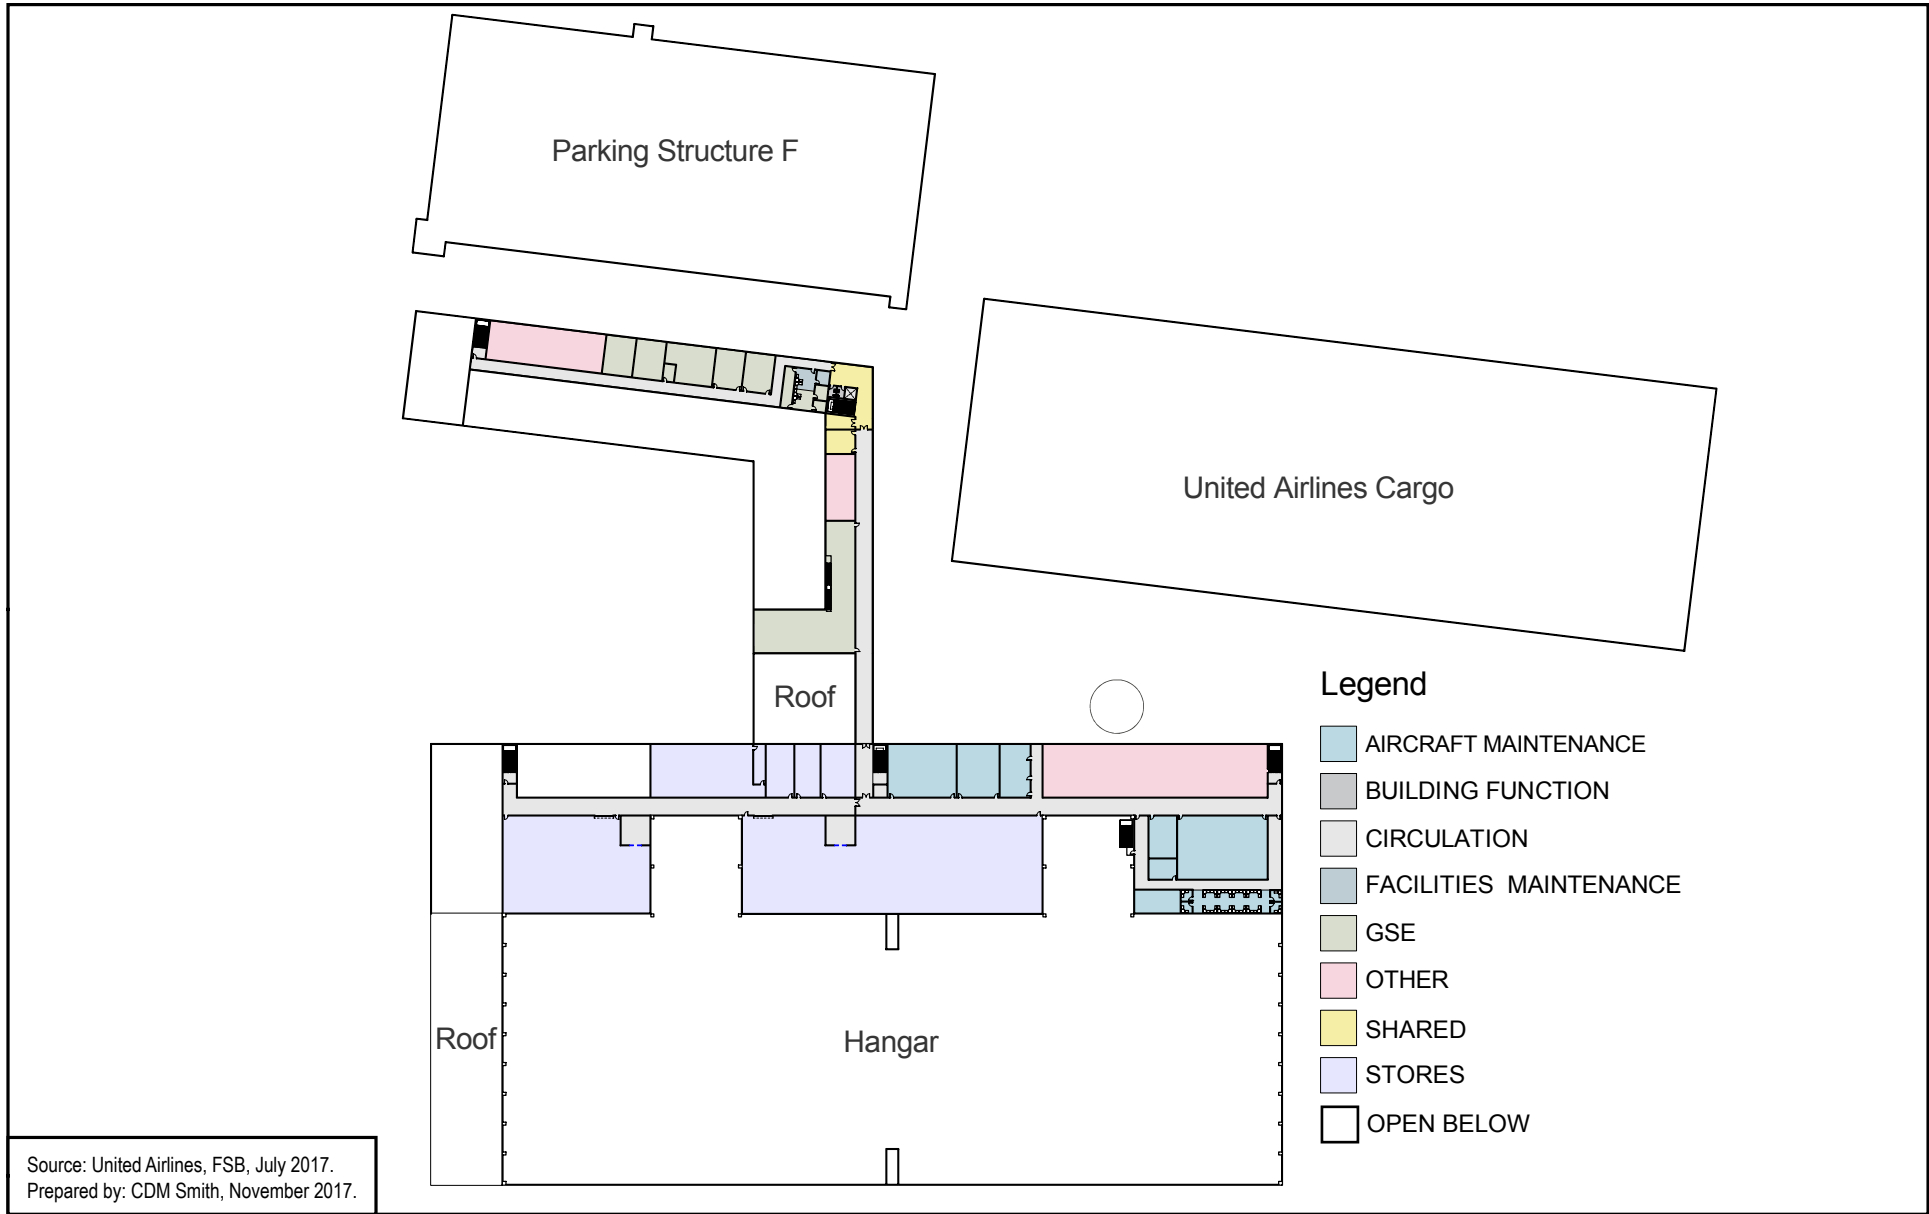 Parking Structure F
United Airlines Cargo
Roof
Legend
AIRCRAFT MAINTENANCE
BUILDING FUNCTION
CIRCULATION
FACILITIES MAINTENANCE
GSE
OTHER
SHARED
STORES
OPEN BELOW
Roof
Hangar
Source: United Airlines, FSB, July 2017.
Prepared by: CDM Smith, November 2017.